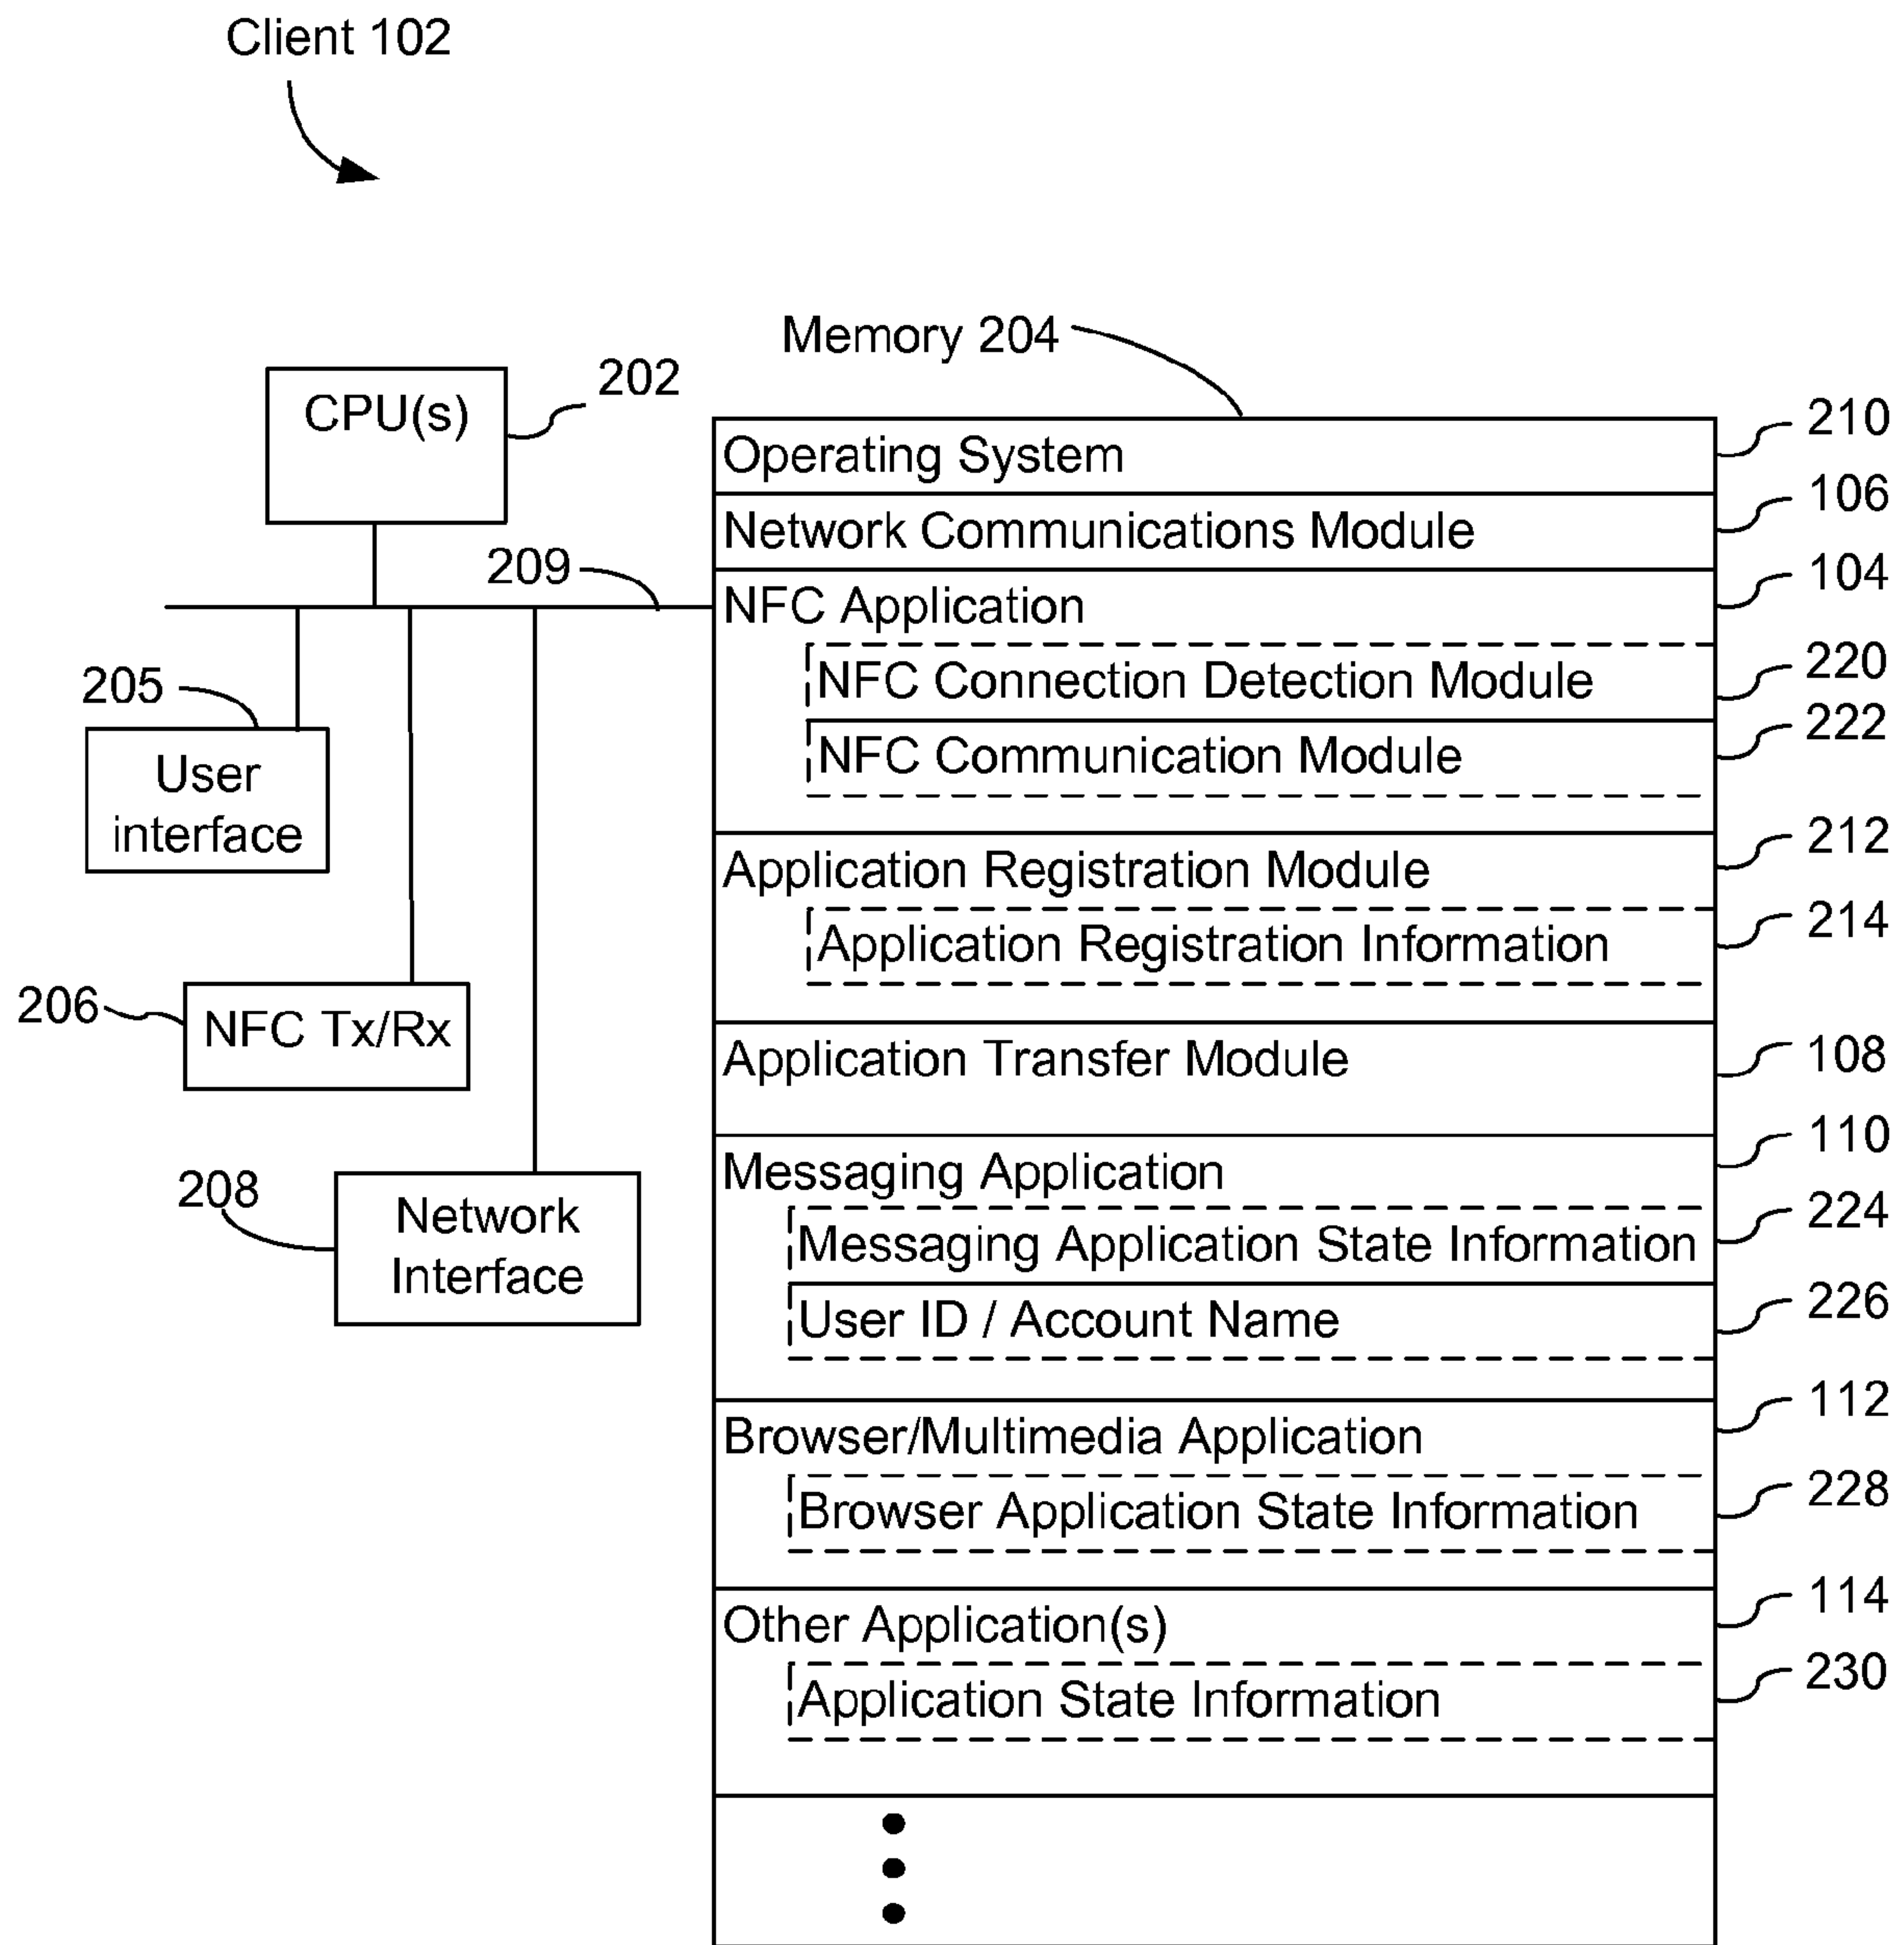 Client 102
Memory 204
CPU(s)
202
209
205
User
interface
206
NFC Tx/Rx
208
Network
Interface
Operating System
210
Network Communications Module
106
NFC Application
104
NFC Connection Detection Module
220
NFC Communication Module
222
Application Registration Module
212
Application Registration Information
214
Application Transfer Module
108
Messaging Application
110
Messaging Application State Information
224
User ID / Account Name
226
Browser/Multimedia Application
112
Browser Application State Information
228
Other Application(s)
114
Application State Information
230